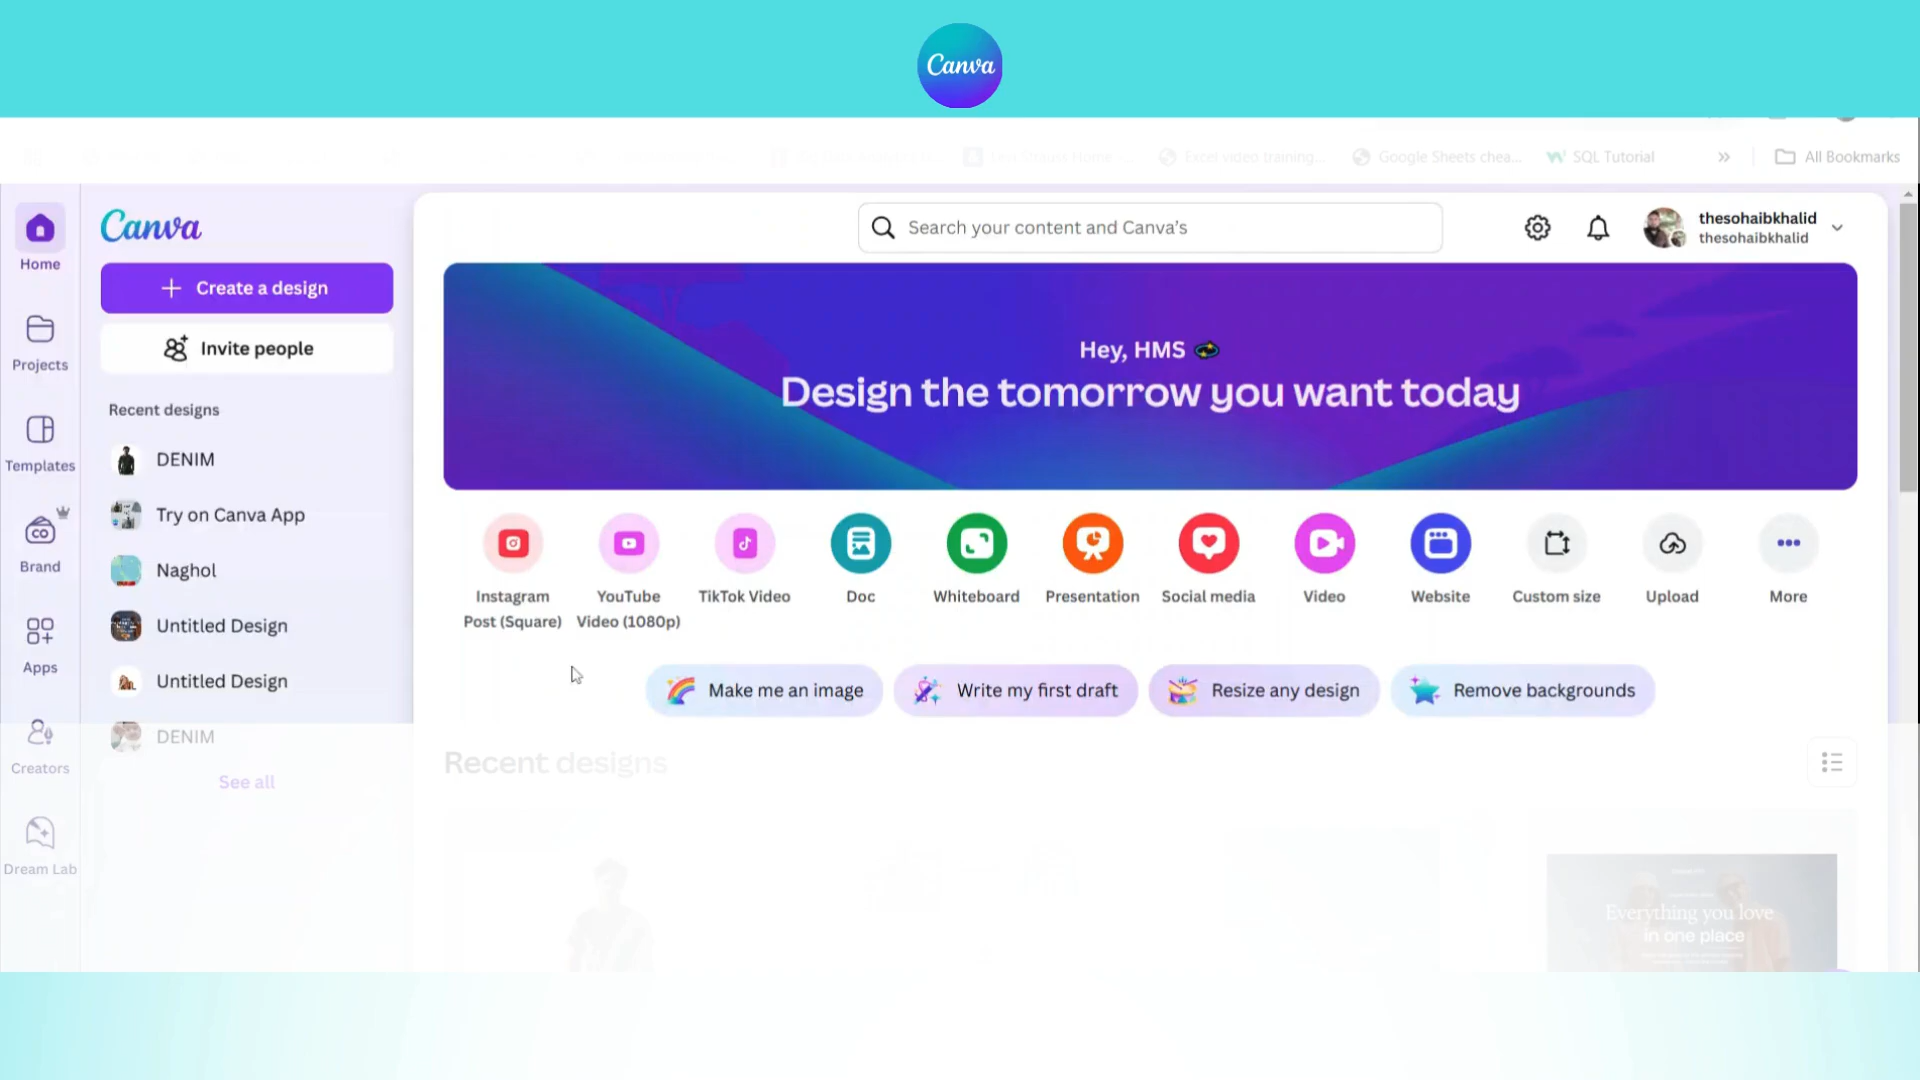 Canva
Excel video training...
Google Sheets chea...
SQL Tutorial
All Bookmarks
Home
Projects
Templates
Brand
Apps
Creators
Dream Lab
Canva
Create a design
Invite people
Recent designs
DENIM
Try on Canva App
Naghol
Untitled Design
Untitled Design
DENIM
See all
Search your content and Canva's
thesohaibkhalid
thesohaibkhalid
Hey, HMS
Design the tomorrow you want today
Instagram
Post (Square)
YouTube
Video (1080p)
TikTok Video
Doc
Whiteboard
Presentation
Social media
Video
Website
Custom size
Upload
More
Make me an image
Write my first draft
Resize any design
Remove backgrounds
Recent designs
Everything you love
in one place